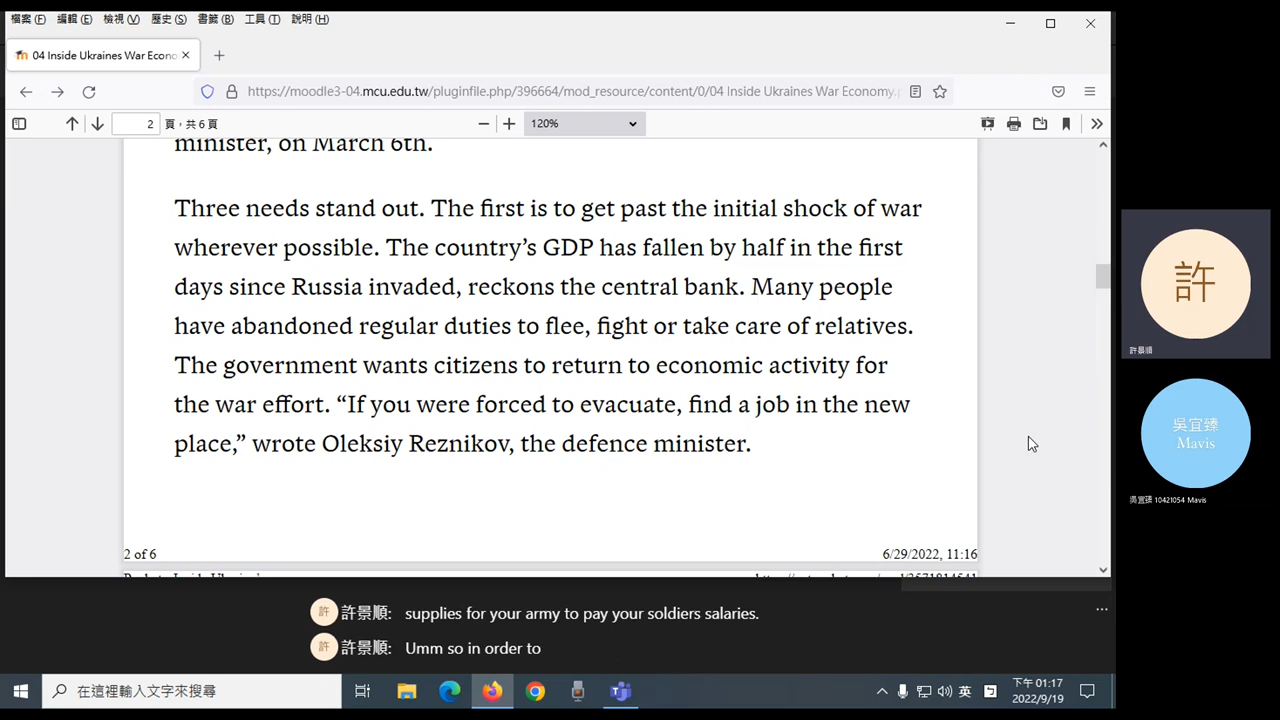 檔案(F) 編輯(E) 檢視(V) 歷史(S) 書籤(B) 工具(T) 說明(H)
04 Inside Ukraines War Econo
https://moodle3-04.mcu.edu.tw/pluginfile.php/396664/mod_resource/content/0/04 Inside Ukraines War Economy.
2 頁，共 6 頁 120%
minister, on March 6th.
Three needs stand out. The first is to get past the initial shock of war
wherever possible. The country's GDP has fallen by half in the first
days since Russia invaded, reckons the central bank. Many people
have abandoned regular duties to flee, fight or take care of relatives.
The government wants citizens to return to economic activity for
the war effort. “If you were forced to evacuate, find a job in the new
place,” wrote Oleksiy Reznikov, the defence minister.
2 of 6 6/29/2022, 11:16
許
許景順
吳宜臻
Mavis
吳宜臻 10421054 Mavis
許 許景順: supplies for your army to pay your soldiers salaries.
許 許景順: Umm so in order to
在這裡輸入文字來搜尋
英
下午 01:17
2022/9/19